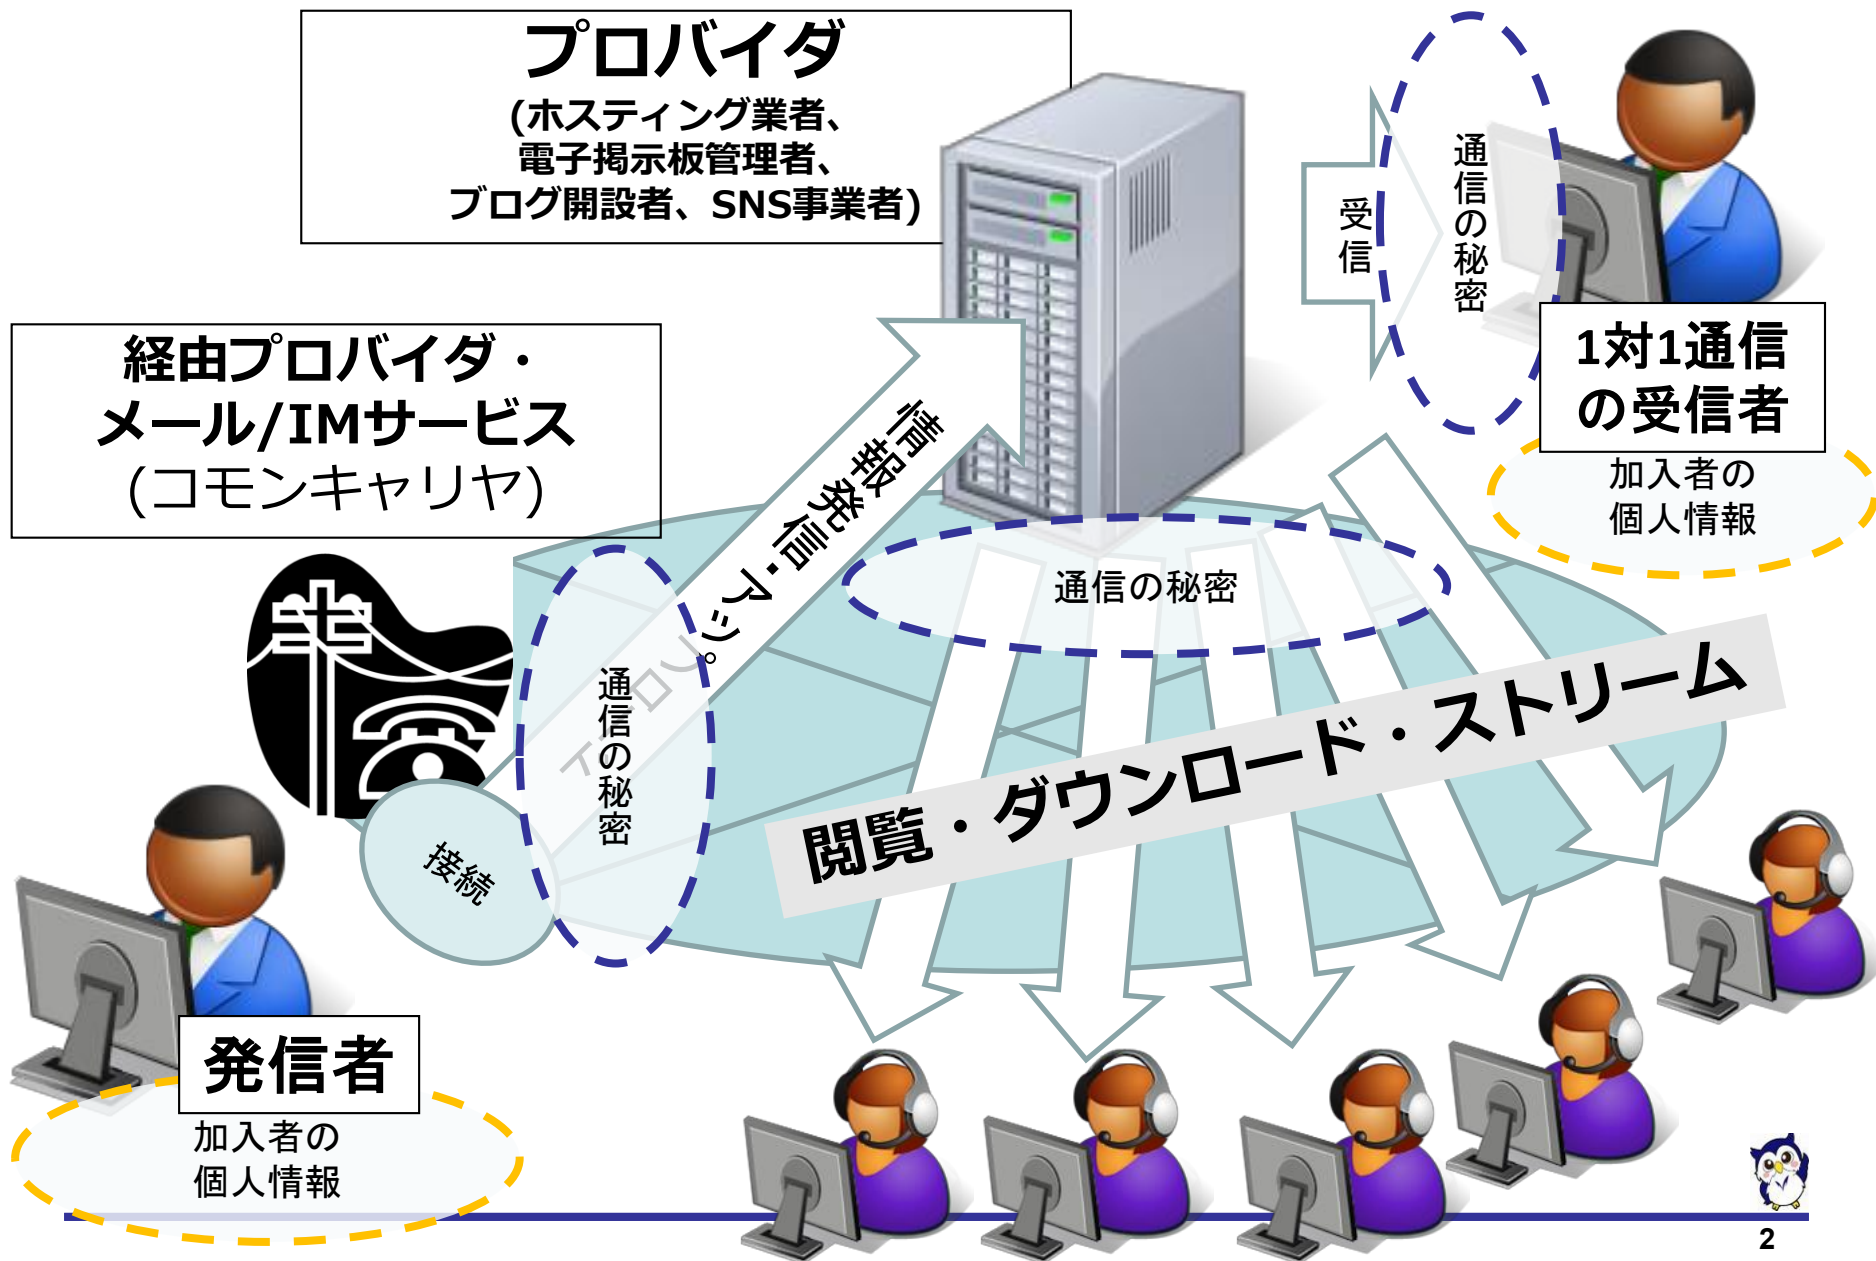 プロバイダ
(ホスティング業者、
電子掲示板管理者、
ブログ開設者、SNS事業者)
受信
通信の秘密
1対1通信
の受信者
加入者の
個人情報
経由プロバイダ・
メール/IMサービス
(コモンキャリヤ)
情報発信・アップロード
通信の秘密
通信の秘密
閲覧・ダウンロード・ストリーム
接続
発信者
加入者の
個人情報
2